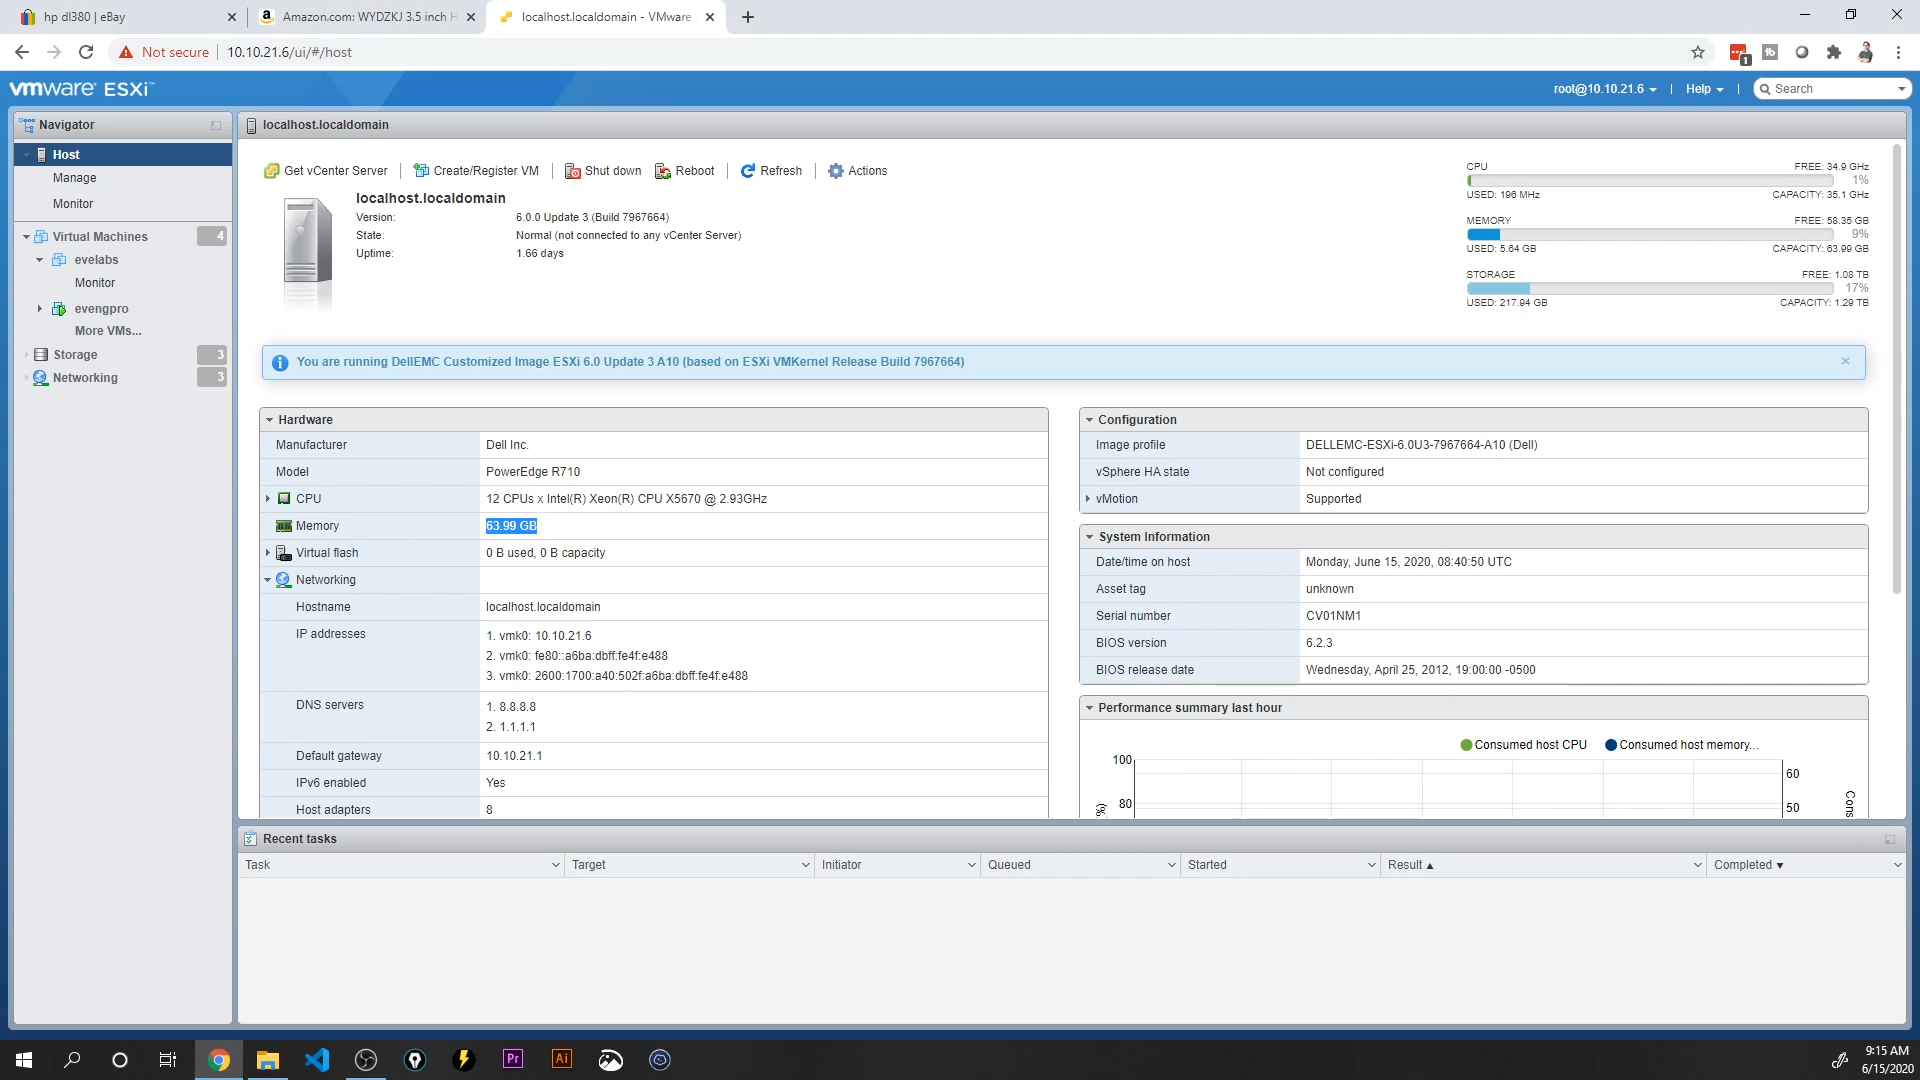 hp dl380 | eBay
Amazon.com: WYDZKJ 3.5 inch H
localhost.localdomain - VMware
Not secure
10.10.21.6/ui/#/host
1
vmware ESXi™
root@10.10.21.6
Help
Search
Navigator
Host
Manage
Monitor
Virtual Machines 4
evelabs
Monitor
evengpro
More VMs...
Storage 3
Networking 3
localhost.localdomain
Get vCenter Server
Create/Register VM
Shut down
Reboot
Refresh
Actions
localhost.localdomain
Version: 6.0.0 Update 3 (Build 7967664)
State: Normal (not connected to any vCenter Server)
Uptime: 1.66 days
CPU FREE: 34.9 GHz
1%
USED: 196 MHz CAPACITY: 35.1 GHz
MEMORY FREE: 58.35 GB
9%
USED: 5.64 GB CAPACITY: 63.99 GB
STORAGE FREE: 1.08 TB
17%
USED: 217.94 GB CAPACITY: 1.29 TB
You are running DellEMC Customized Image ESXi 6.0 Update 3 A10 (based on ESXi VMKernel Release Build 7967664)
Hardware
Manufacturer Dell Inc.
Model PowerEdge R710
CPU 12 CPUs x Intel(R) Xeon(R) CPU X5670 @ 2.93GHz
Memory 63.99 GB
Virtual flash 0 B used, 0 B capacity
Networking
Hostname localhost.localdomain
IP addresses 1. vmk0: 10.10.21.6
2. vmk0: fe80::a6ba:dbff:fe4f:e488
3. vmk0: 2600:1700:a40:502f:a6ba:dbff:fe4f:e488
DNS servers 1. 8.8.8.8
2. 1.1.1.1
Default gateway 10.10.21.1
IPv6 enabled Yes
Host adapters 8
Configuration
Image profile DELLEMC-ESXi-6.0U3-7967664-A10 (Dell)
vSphere HA state Not configured
vMotion Supported
System Information
Date/time on host Monday, June 15, 2020, 08:40:50 UTC
Asset tag unknown
Serial number CV01NM1
BIOS version 6.2.3
BIOS release date Wednesday, April 25, 2012, 19:00:00 -0500
Performance summary last hour
Consumed host CPU
Consumed host memory...
100
80
60
50
(%
Cons
Recent tasks
Task Target Initiator Queued Started Result ▲ Completed ▼
Pr
Ai
9:15 AM
6/15/2020